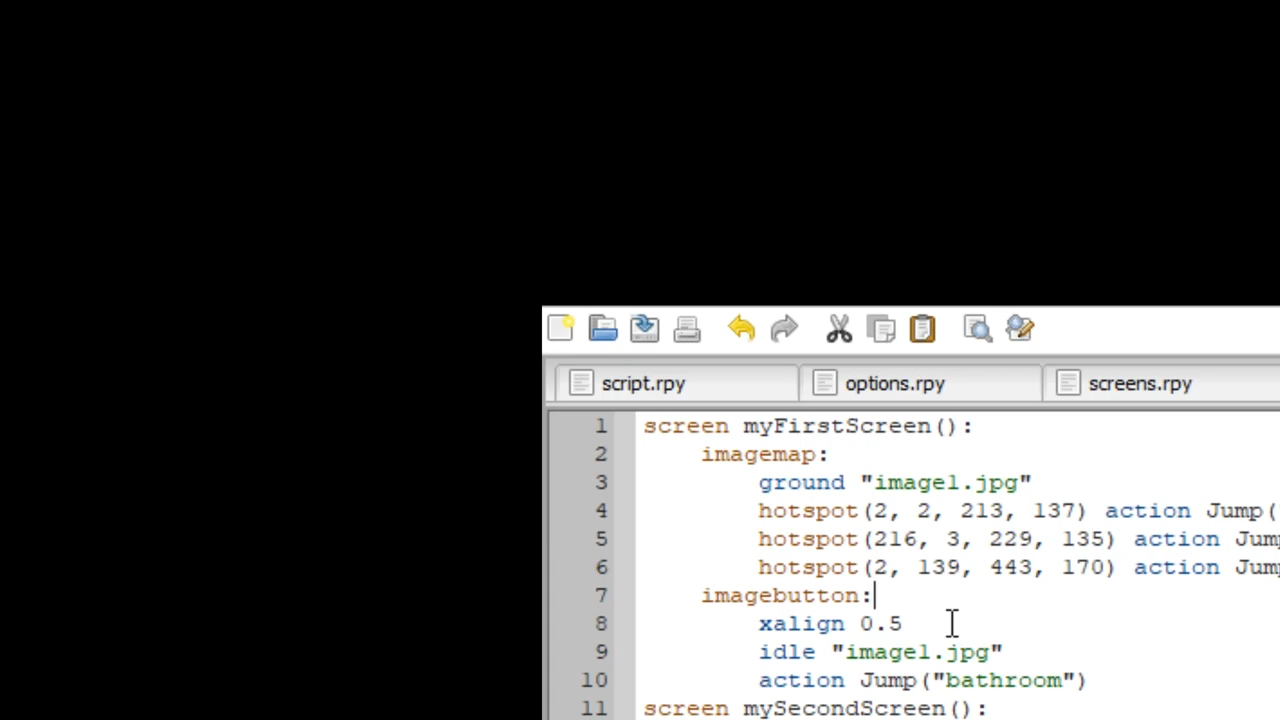 script.rpy options.rpy screens.rpy
1 screen myFirstScreen():
2 imagemap:
3 ground "image1.jpg"
4 hotspot(2, 2, 213, 137) action Jump(
5 hotspot(216, 3, 229, 135) action Jum
6 hotspot(2, 139, 443, 170) action Jum
7 imagebutton:
8 xalign 0.5
9 idle "image1.jpg"
10 action Jump("bathroom")
11 screen mySecondScreen():